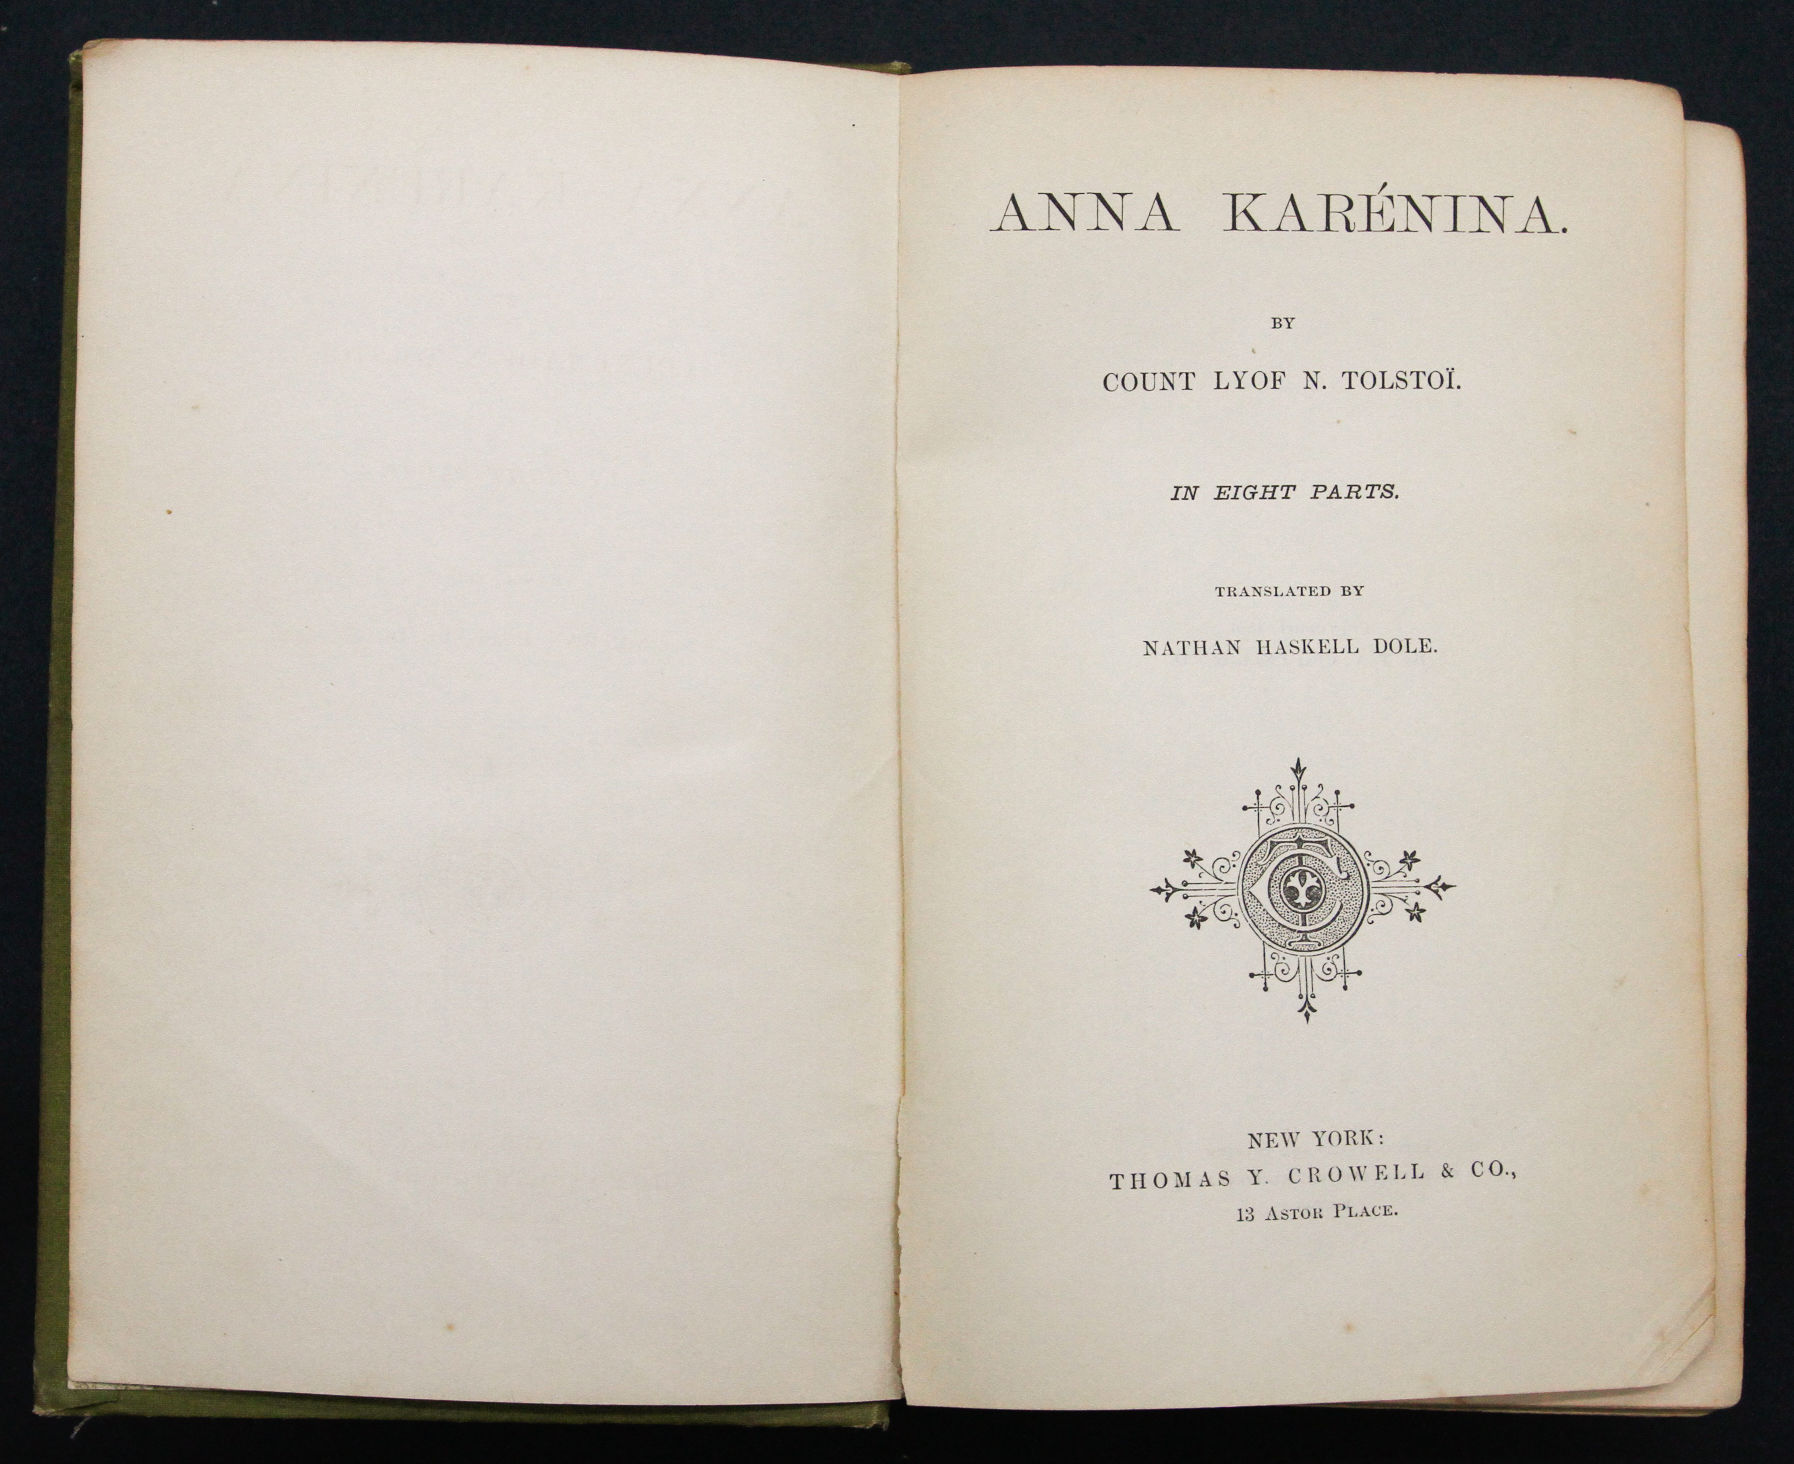 ANNA KARÉNINA.
BY
COUNT LYOF N. TOLSTOÏ.
IN EIGHT PARTS.
TRANSLATED BY
NATHAN HASKELL DOLE.
NEW YORK:
THOMAS Y. CROWELL & CO.,
13 ASTOR PLACE.